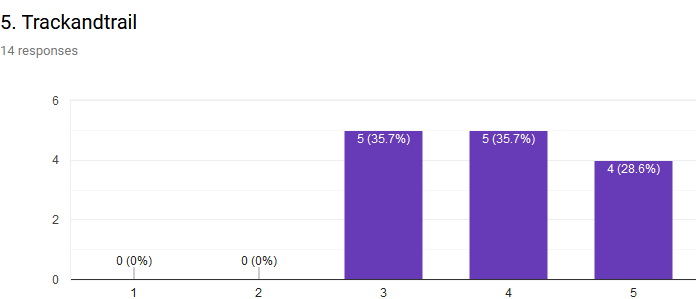 5. Trackandtrail
14 responses
6
5 (35.7%) 5 (35.7%)
4 4 (28.6%)
2
0 (0%) 0 (0%)
0
1 2 3 4 5